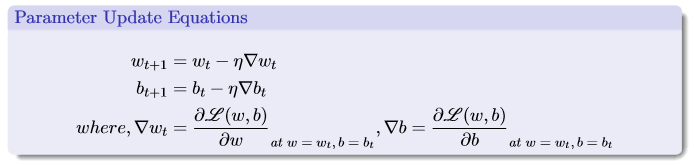 Parameter Update Equations
w_{t+1} = w_t − η∇w_t
b_{t+1} = b_t − η∇b_t
where, ∇w_t = ∂ℒ(w, b)/∂w at w = w_t, b = b_t, ∇b = ∂ℒ(w, b)/∂b at w = w_t, b = b_t